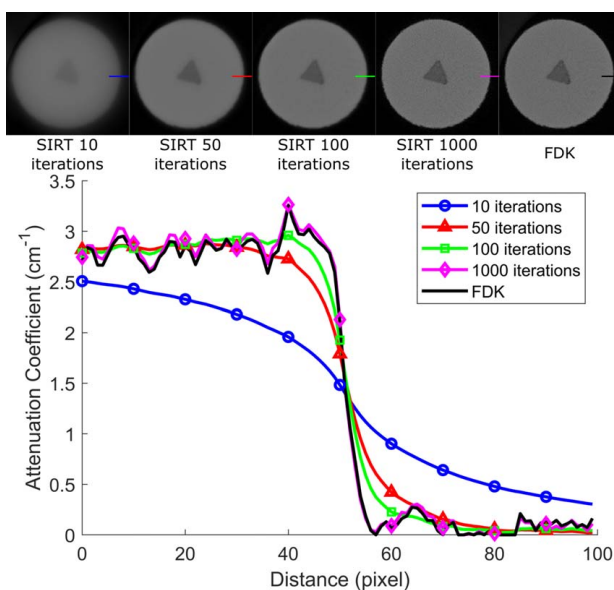 SIRT 10 iterations
SIRT 50 iterations
SIRT 100 iterations
SIRT 1000 iterations
FDK
3.5
3
2.5
2
1.5
1
0.5
0
Attenuation Coefficient (cm⁻¹)
10 iterations
50 iterations
100 iterations
1000 iterations
FDK
0 20 40 60 80 100
Distance (pixel)